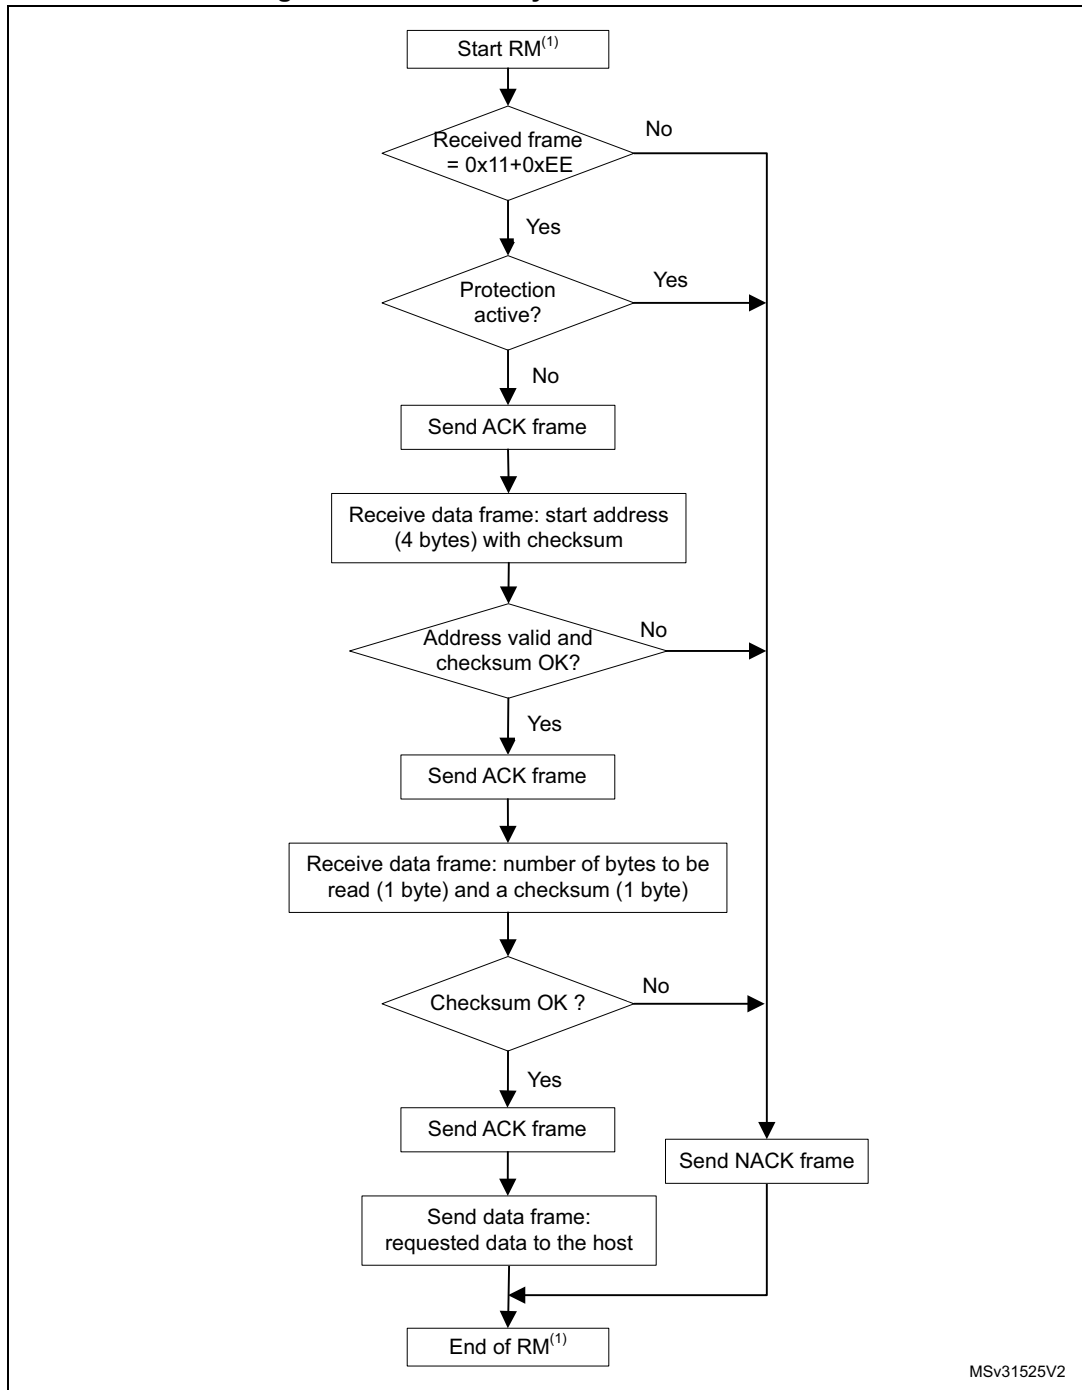 Start RM(1)
Received frame
= 0x11+0xEE
No
Yes
Protection
active?
Yes
No
Send ACK frame
Receive data frame: start address
(4 bytes) with checksum
Address valid and
checksum OK?
No
Yes
Send ACK frame
Receive data frame: number of bytes to be
read (1 byte) and a checksum (1 byte)
Checksum OK ?
No
Yes
Send ACK frame
Send NACK frame
Send data frame:
requested data to the host
End of RM(1)
MSv31525V2